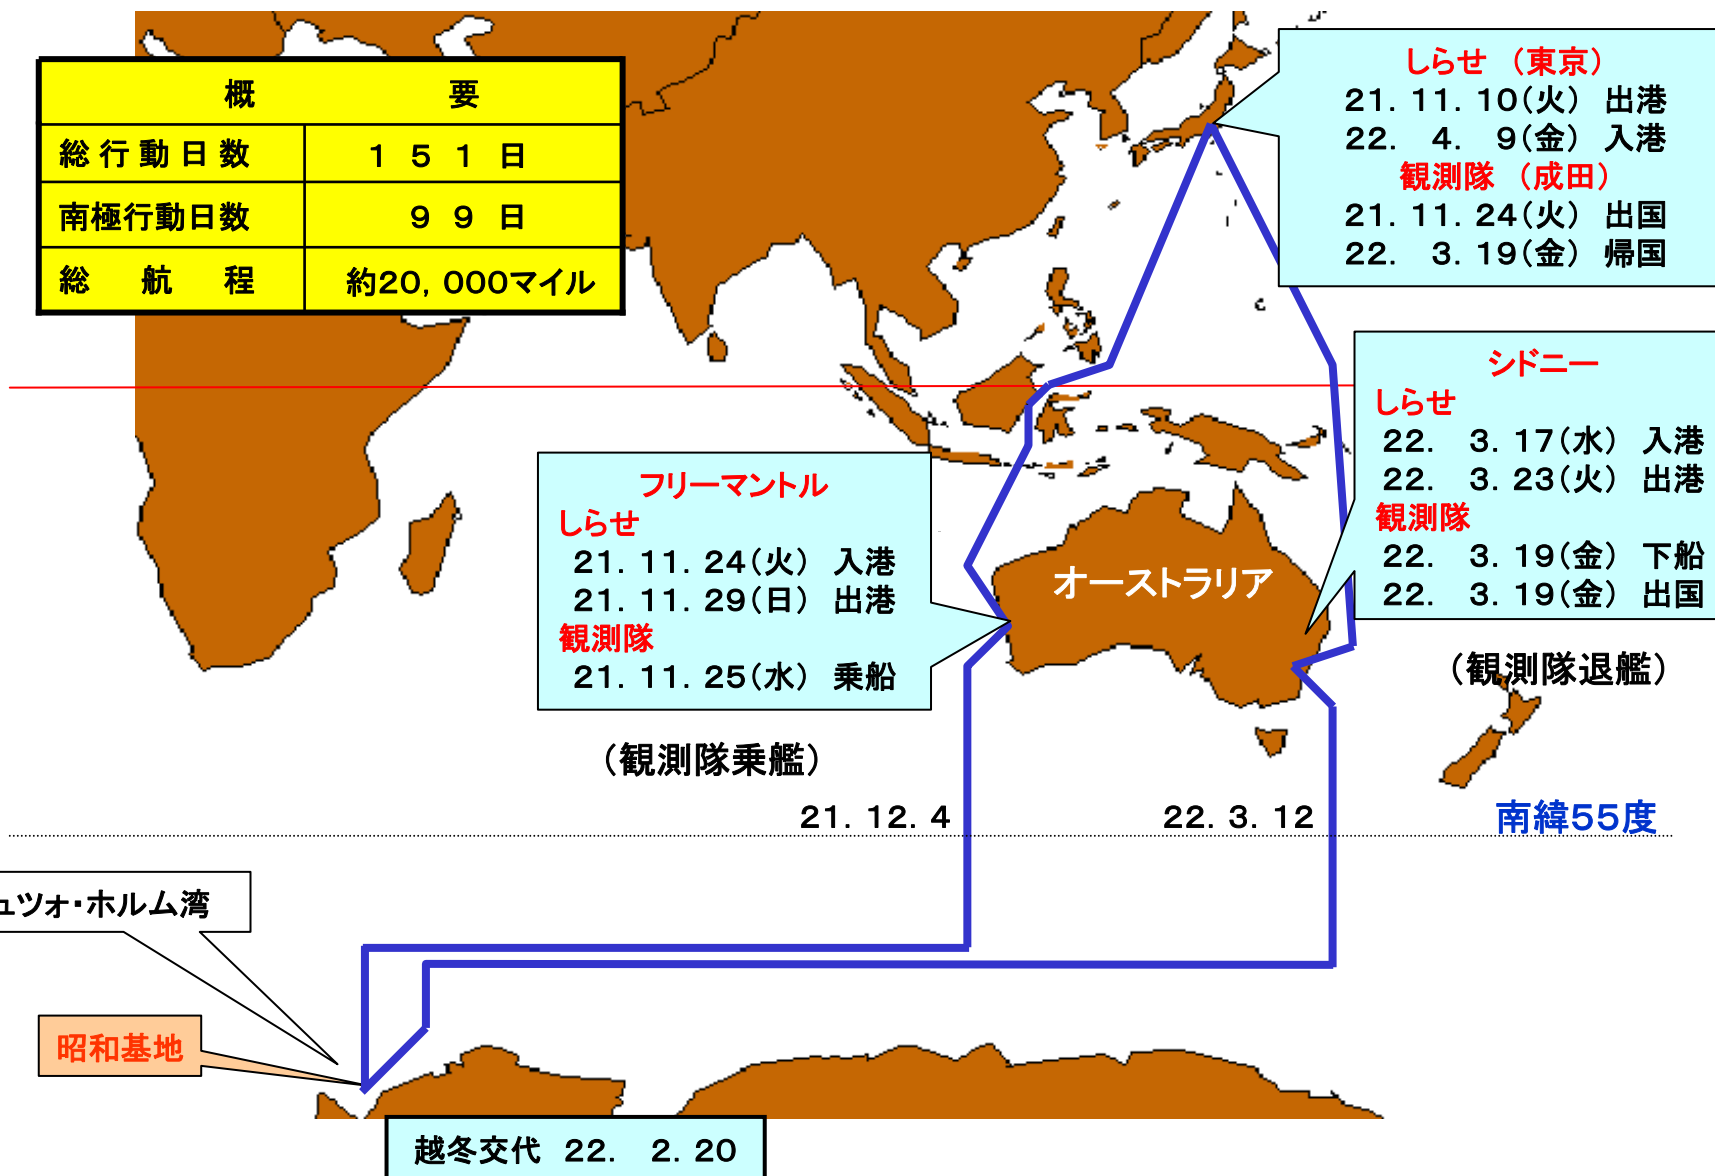 概 要
総行動日数 151日
南極行動日数 99日
総航程 約20,000マイル
しらせ (東京)
21.11.10(火) 出港
22. 4. 9(金) 入港
観測隊 (成田)
21.11.24(火) 出国
22. 3.19(金) 帰国
シドニー
しらせ
22. 3.17(水) 入港
22. 3.23(火) 出港
観測隊
22. 3.19(金) 下船
22. 3.19(金) 出国
(観測隊退艦)
フリーマントル
しらせ
21.11.24(火) 入港
21.11.29(日) 出港
観測隊
21.11.25(水) 乗船
(観測隊乗艦)
オーストラリア
21.12.4
22.3.12
南緯55度
ュツォ・ホルム湾
昭和基地
越冬交代 22. 2.20